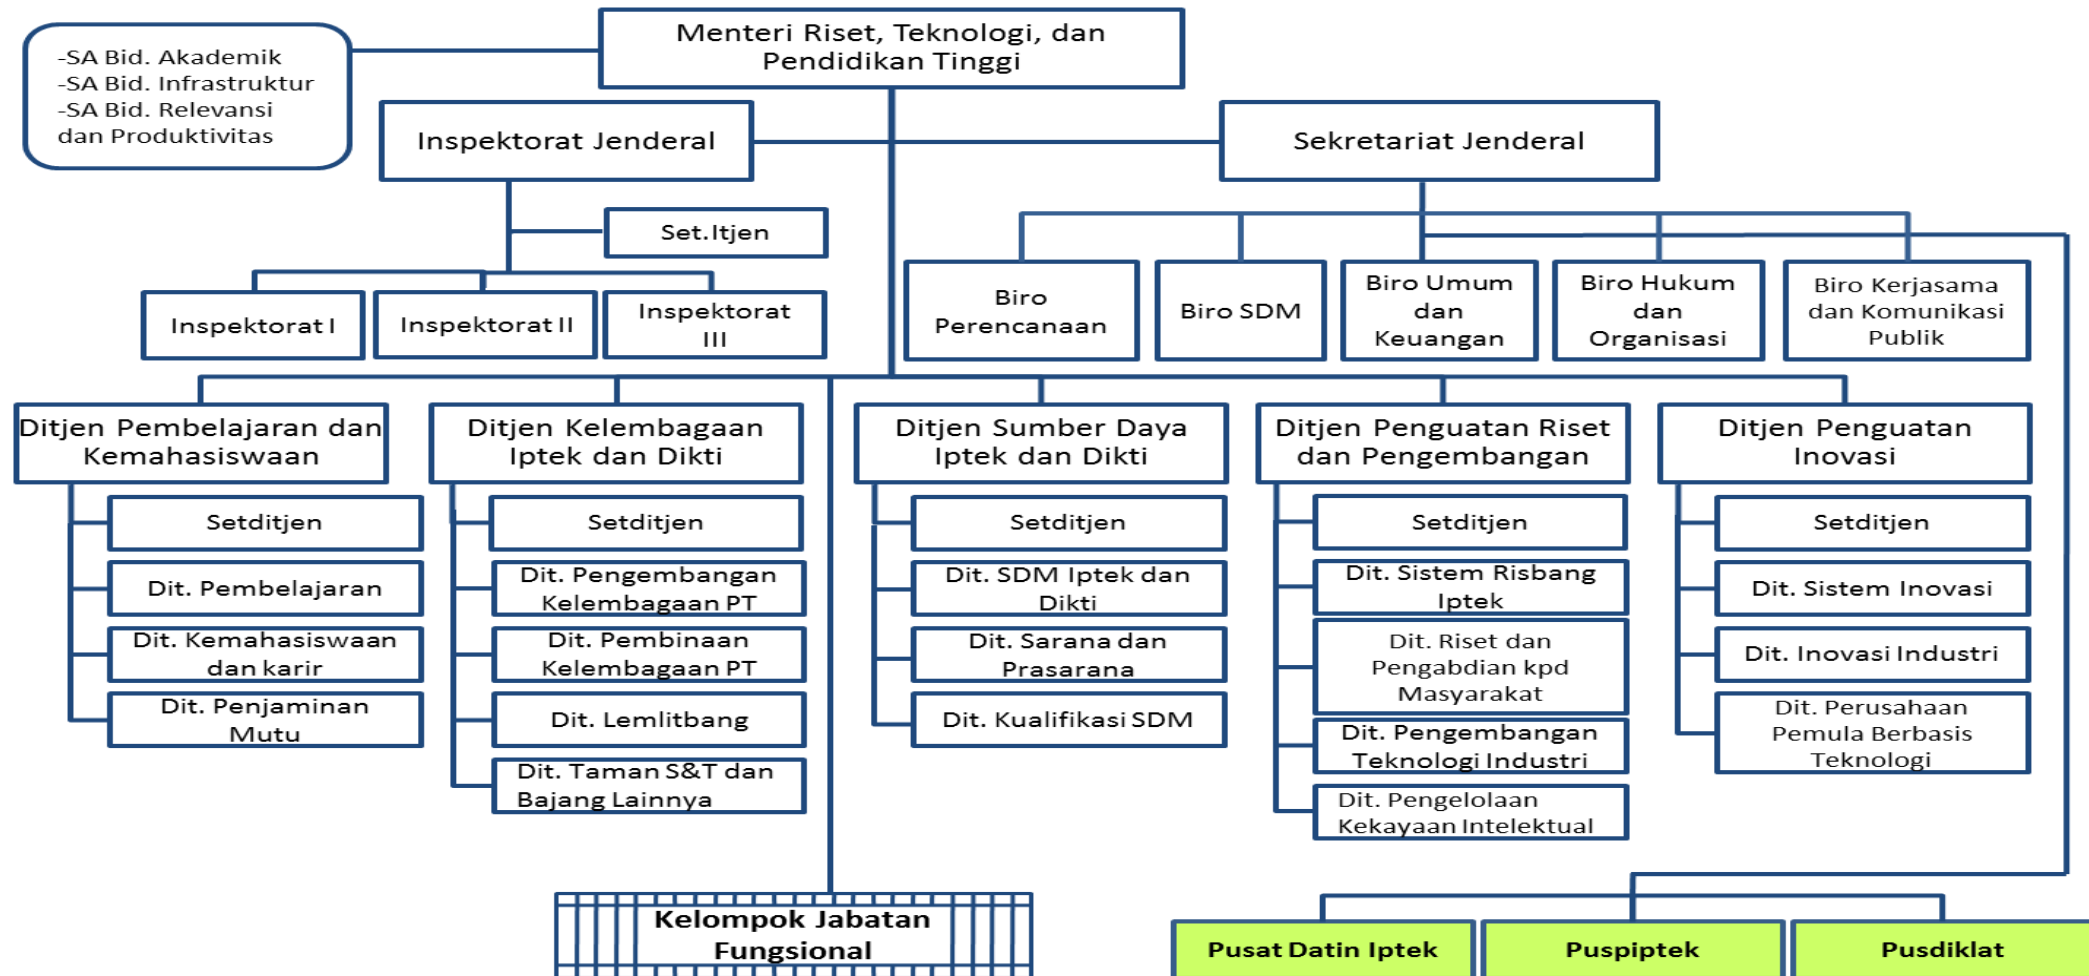 Menteri Riset, Teknologi, dan
Pendidikan Tinggi
-SA Bid. Akademik
-SA Bid. Infrastruktur
-SA Bid. Relevansi
dan Produktivitas
Inspektorat Jenderal
Sekretariat Jenderal
Set.Itjen
Inspektorat I
Inspektorat II
Inspektorat
III
Biro
Perencanaan
Biro SDM
Biro Umum
dan
Keuangan
Biro Hukum
dan
Organisasi
Biro Kerjasama
dan Komunikasi
Publik
Ditjen Pembelajaran dan
Kemahasiswaan
Setditjen
Dit. Pembelajaran
Dit. Kemahasiswaan
dan karir
Dit. Penjaminan
Mutu
Ditjen Kelembagaan
Iptek dan Dikti
Setditjen
Dit. Pengembangan
Kelembagaan PT
Dit. Pembinaan
Kelembagaan PT
Dit. Lemlitbang
Dit. Taman S&T dan
Bajang Lainnya
Ditjen Sumber Daya
Iptek dan Dikti
Setditjen
Dit. SDM Iptek dan
Dikti
Dit. Sarana dan
Prasarana
Dit. Kualifikasi SDM
Ditjen Penguatan Riset
dan Pengembangan
Setditjen
Dit. Sistem Risbang
Iptek
Dit. Riset dan
Pengabdian kpd
Masyarakat
Dit. Pengembangan
Teknologi Industri
Dit. Pengelolaan
Kekayaan Intelektual
Ditjen Penguatan
Inovasi
Setditjen
Dit. Sistem Inovasi
Dit. Inovasi Industri
Dit. Perusahaan
Pemula Berbasis
Teknologi
Kelompok Jabatan
Fungsional
Pusat Datin Iptek
Puspiptek
Pusdiklat